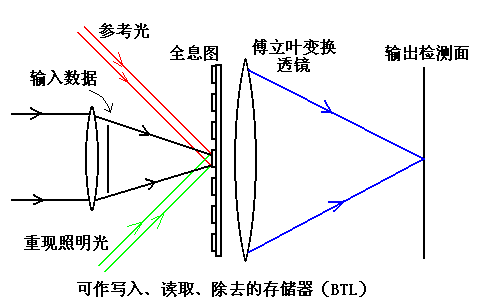 参考光
全息图
傅立叶变换
透镜
输出检测面
输入数据
重现照明光
可作写入、读取、除去的存储器（BTL）